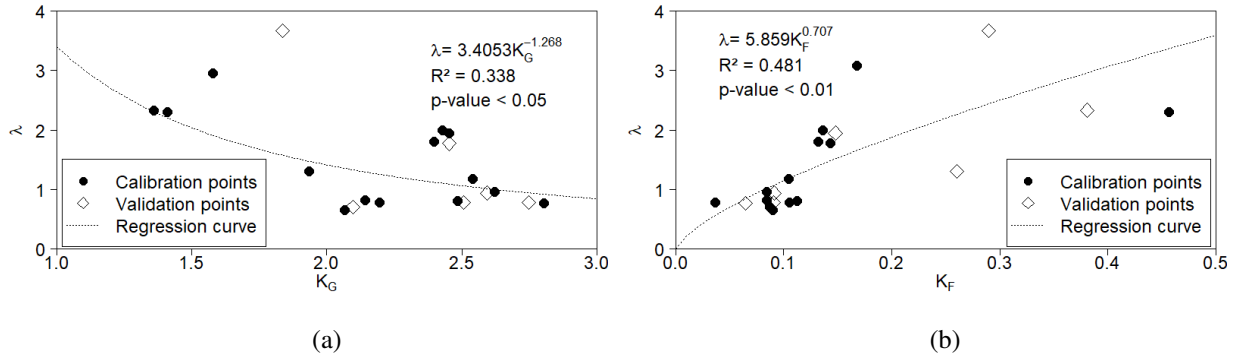 4
3
2
1
0
λ
λ= 3.4053K_G^−1.268
R² = 0.338
p-value < 0.05
Calibration points
Validation points
Regression curve
1.0 1.5 2.0 2.5 3.0
K_G
(a)
4
3
2
1
0
λ
λ= 5.859K_F^0.707
R² = 0.481
p-value < 0.01
Calibration points
Validation points
Regression curve
0.0 0.1 0.2 0.3 0.4 0.5
K_F
(b)